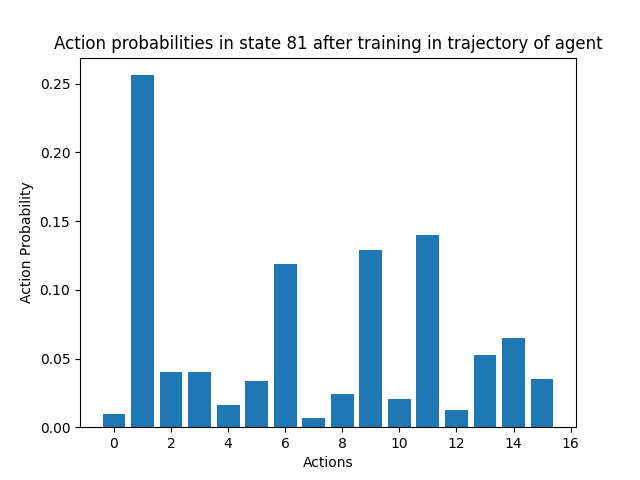 Action probabilities in state 81 after training in trajectory of agent
0.25
0.20
0.15
0.10
0.05
0.00
Action Probability
0 2 4 6 8 10 12 14 16
Actions